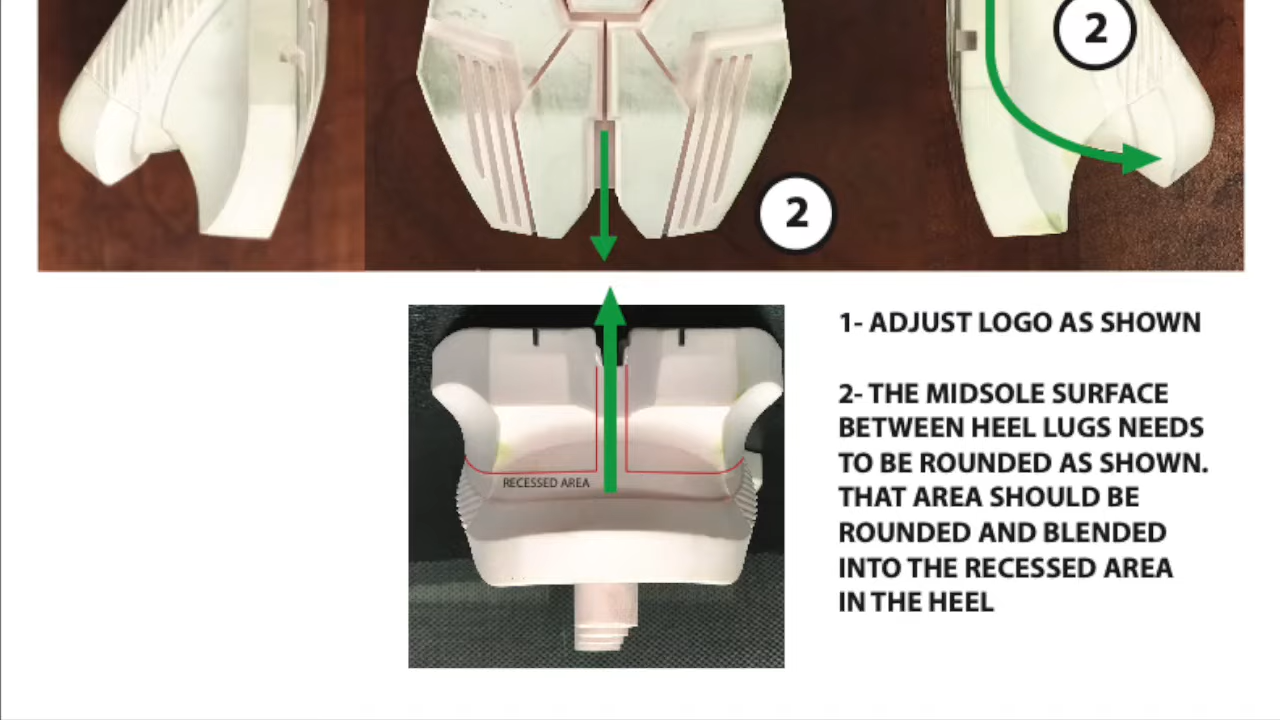 2
2
1- ADJUST LOGO AS SHOWN
2- THE MIDSOLE SURFACE
BETWEEN HEEL LUGS NEEDS
TO BE ROUNDED AS SHOWN.
THAT AREA SHOULD BE
ROUNDED AND BLENDED
INTO THE RECESSED AREA
IN THE HEEL
RECESSED AREA